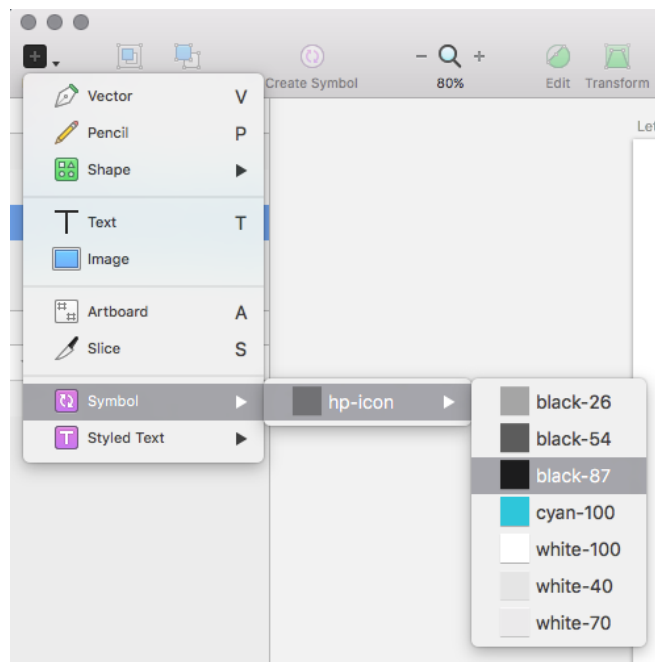 Create Symbol
80%
Edit
Transform
Vector V
Pencil P
Shape
Text T
Image
Artboard A
Slice S
Symbol
Styled Text
hp-icon
black-26
black-54
black-87
cyan-100
white-100
white-40
white-70